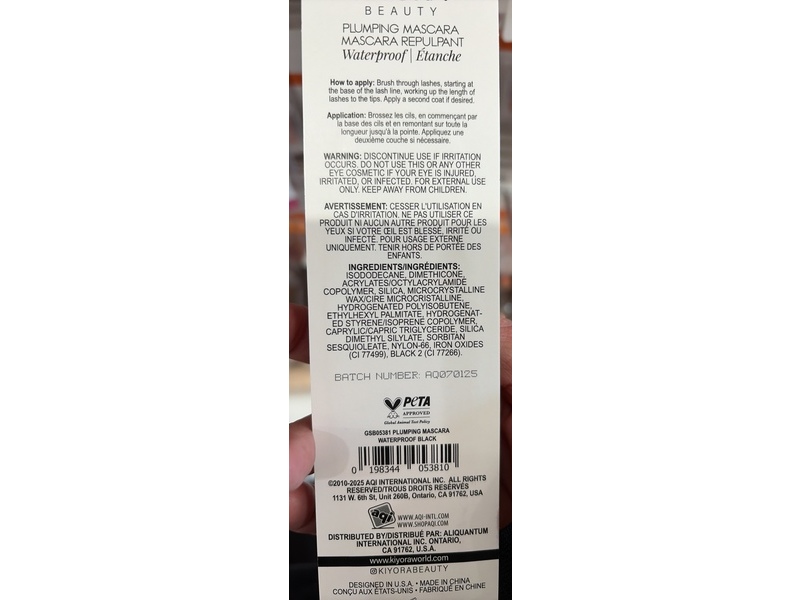 BEAUTY
PLUMPING MASCARA
MASCARA REPULPANT
Waterproof | Étanche
How to apply: Brush through lashes, starting at
the base of the lash line, working up the length of
lashes to the tips. Apply a second coat if desired.
Application: Brossez les cils, en commençant par
la base des cils et en remontant sur toute la
longueur jusqu'à la pointe. Appliquez une
deuxième couche si nécessaire.
WARNING: DISCONTINUE USE IF IRRITATION
OCCURS. DO NOT USE THIS OR ANY OTHER
EYE COSMETIC IF YOUR EYE IS INJURED,
IRRITATED, OR INFECTED. FOR EXTERNAL USE
ONLY. KEEP AWAY FROM CHILDREN.
AVERTISSEMENT: CESSER L'UTILISATION EN
CAS D'IRRITATION. NE PAS UTILISER CE
PRODUIT NI AUCUN AUTRE PRODUIT POUR LES
YEUX SI VOTRE ŒIL EST BLESSÉ, IRRITÉ OU
INFECTÉ. POUR USAGE EXTERNE
UNIQUEMENT. TENIR HORS DE PORTÉE DES
ENFANTS.
INGREDIENTS/INGRÉDIENTS:
ISODODECANE, DIMETHICONE,
ACRYLATES/OCTYLACRYLAMIDE
COPOLYMER, SILICA, MICROCRYSTALLINE
WAX/CIRE MICROCRISTALLINE,
HYDROGENATED POLYISOBUTENE,
ETHYLHEXYL PALMITATE, HYDROGENAT-
ED STYRENE/ISOPRENE COPOLYMER,
CAPRYLIC/CAPRIC TRIGLYCERIDE, SILICA
DIMETHYL SILYLATE, SORBITAN
SESQUIOLEATE, NYLON-66, IRON OXIDES
(CI 77499), BLACK 2 (CI 77266).
BATCH NUMBER: AQ070125
PETA
APPROVED
Global Animal Test Policy
GSB05381 PLUMPING MASCARA
WATERPROOF BLACK
0 198344 053810
©2010-2025 AQI INTERNATIONAL INC. ALL RIGHTS
RESERVED/TROUS DROITS RESERVÉS
1131 W. 6th St, Unit 260B, Ontario, CA 91762, USA
aqi
WWW.AQI-INTL.COM
WWW.SHOPAQI.COM
DISTRIBUTED BY/DISTRIBUÉ PAR: ALIQUANTUM
INTERNATIONAL INC. ONTARIO,
CA 91762, U.S.A.
www.kiyoraworld.com
KIYORABEAUTY
DESIGNED IN U.S.A. • MADE IN CHINA
CONÇU AUX ÉTATS-UNIS • FABRIQUÉ EN CHINE